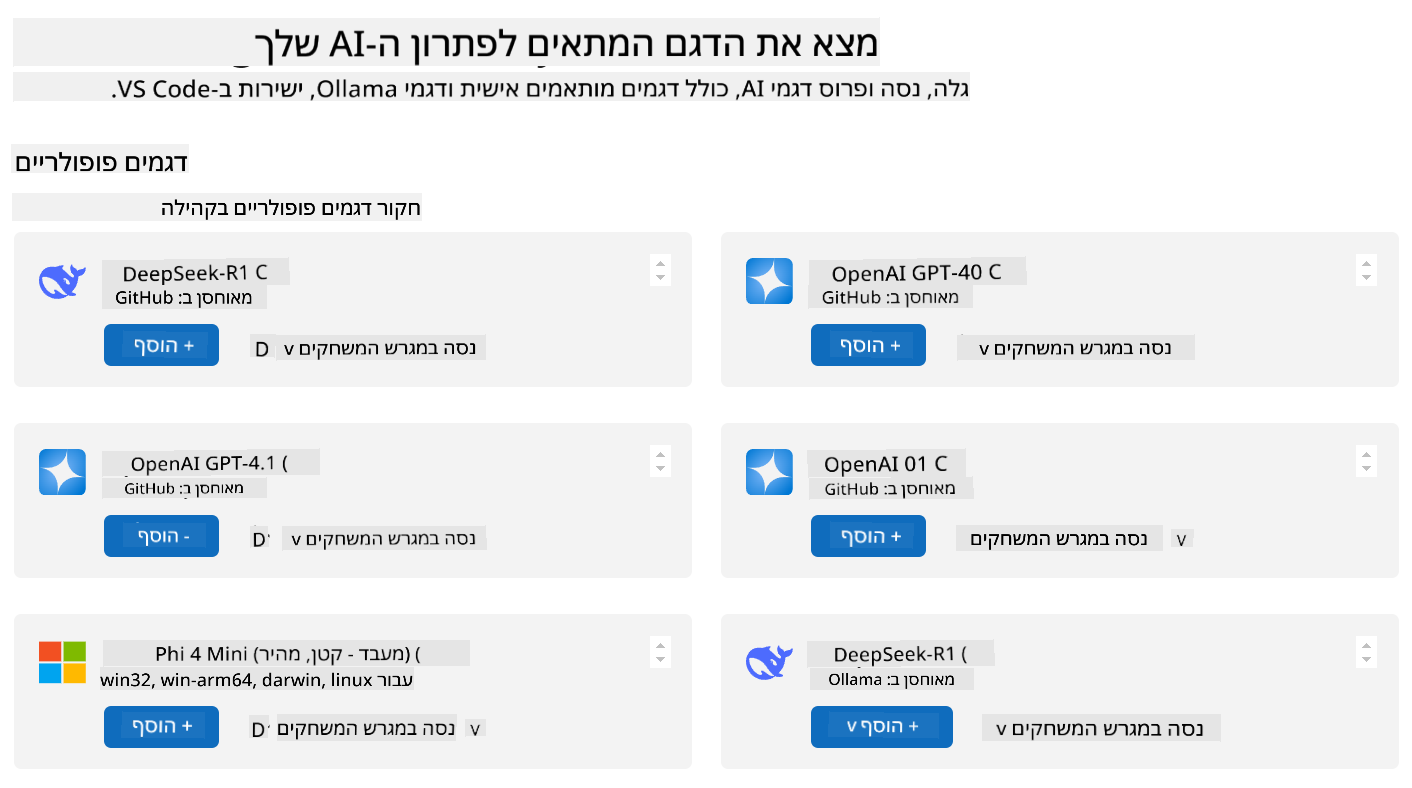 מצא את הדגם המתאים לפתרון ה-AI שלך
גלה, נסה ופרוס דגמי AI, כולל דגמים מותאמים אישית ודגמי Ollama, ישירות ב-VS Code.
דגמים פופולריים
חקור דגמים פופולריים בקהילה
DeepSeek-R1 C
מאוחסן ב: GitHub
+ הוסף
D נסה במגרש המשחקים v
OpenAI GPT-40 C
מאוחסן ב: GitHub
+ הוסף
נסה במגרש המשחקים v
OpenAI GPT-4.1 (
מאוחסן ב: GitHub
- הוסף
D נסה במגרש המשחקים v
OpenAI 01 C
מאוחסן ב: GitHub
+ הוסף
נסה במגרש המשחקים v
Phi 4 Mini (מעבד - קטן, מהיר) (
עבור win32, win-arm64, darwin, linux
+ הוסף
D נסה במגרש המשחקים v
DeepSeek-R1 (
מאוחסן ב: Ollama
+ הוסף v
נסה במגרש המשחקים v